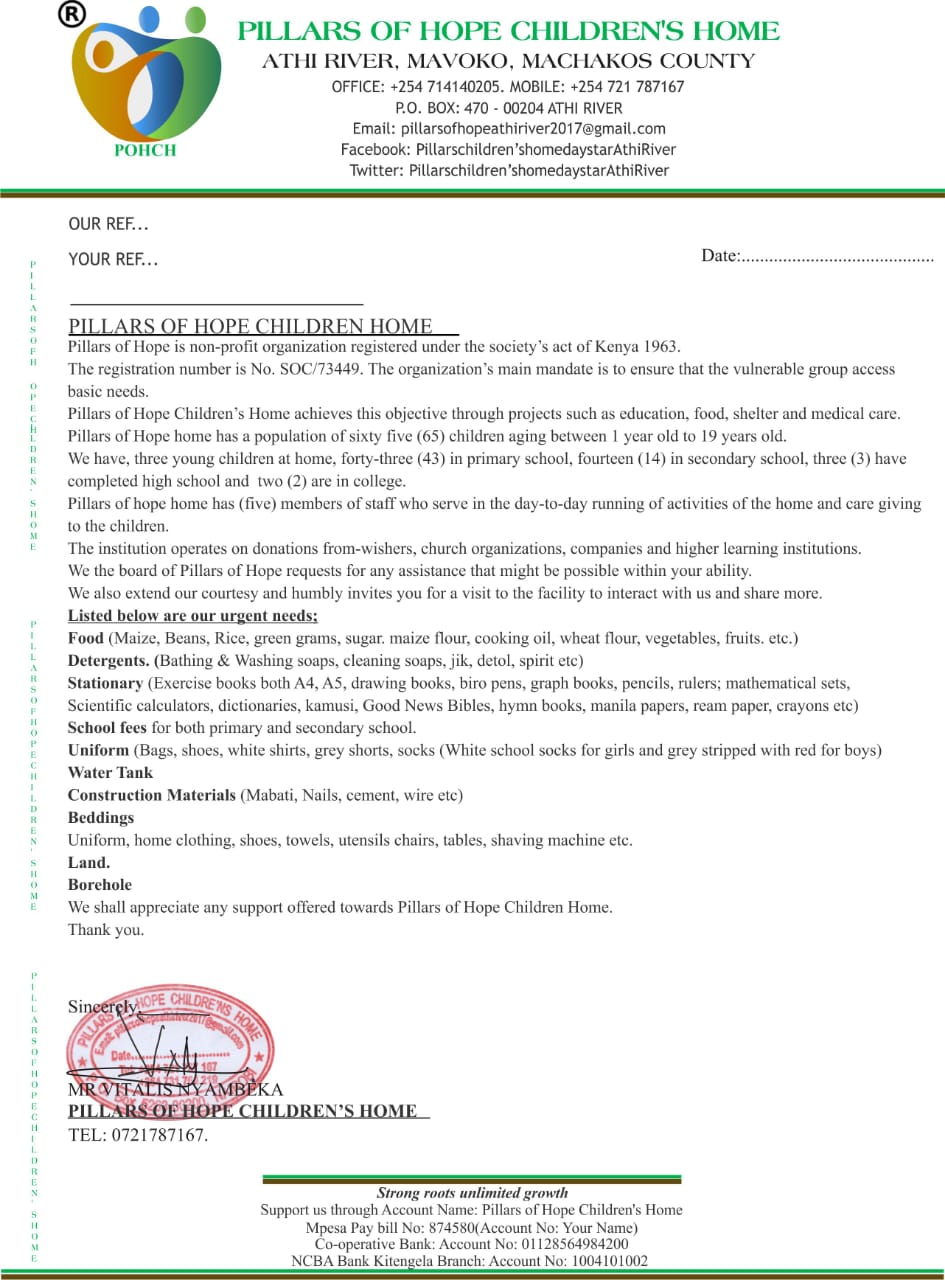 ®
POHCH
PILLARS OF HOPE CHILDREN'S HOME
ATHI RIVER, MAVOKO, MACHAKOS COUNTY
OFFICE: +254 714140205. MOBILE: +254 721 787167
P.O. BOX: 470 - 00204 ATHI RIVER
Email: pillarsofhopeathiriver2017@gmail.com
Facebook: Pillarschildren'shomedaystarAthiRiver
Twitter: Pillarschildren'shomedaystarAthiRiver
OUR REF...
YOUR REF...
Date:..........................................
PILLARS OF HOPE CHILDREN HOME
Pillars of Hope is non-profit organization registered under the society's act of Kenya 1963.
The registration number is No. SOC/73449. The organization's main mandate is to ensure that the vulnerable group access
basic needs.
Pillars of Hope Children's Home achieves this objective through projects such as education, food, shelter and medical care.
Pillars of Hope home has a population of sixty five (65) children aging between 1 year old to 19 years old.
We have, three young children at home, forty-three (43) in primary school, fourteen (14) in secondary school, three (3) have
completed high school and two (2) are in college.
Pillars of hope home has (five) members of staff who serve in the day-to-day running of activities of the home and care giving
to the children.
The institution operates on donations from-wishers, church organizations, companies and higher learning institutions.
We the board of Pillars of Hope requests for any assistance that might be possible within your ability.
We also extend our courtesy and humbly invites you for a visit to the facility to interact with us and share more.
Listed below are our urgent needs;
Food (Maize, Beans, Rice, green grams, sugar. maize flour, cooking oil, wheat flour, vegetables, fruits. etc.)
Detergents. (Bathing & Washing soaps, cleaning soaps, jik, detol, spirit etc)
Stationary (Exercise books both A4, A5, drawing books, biro pens, graph books, pencils, rulers; mathematical sets,
Scientific calculators, dictionaries, kamusi, Good News Bibles, hymn books, manila papers, ream paper, crayons etc)
School fees for both primary and secondary school.
Uniform (Bags, shoes, white shirts, grey shorts, socks (White school socks for girls and grey stripped with red for boys)
Water Tank
Construction Materials (Mabati, Nails, cement, wire etc)
Beddings
Uniform, home clothing, shoes, towels, utensils chairs, tables, shaving machine etc.
Land.
Borehole
We shall appreciate any support offered towards Pillars of Hope Children Home.
Thank you.
PILLARSOFH OPECHLDREN'SHOME
PILLARSOFHOPECHILDREN'SHOME
PILLARSOFHOPECHILDREN'SHOME
Sincerely,
PILLARS HOPE CHILDREN'S HOME
Email: pillarsofhopeathiriver2017@gmail.com
Date
MR VITALIS NYAMBEKA
PILLARS OF HOPE CHILDREN'S HOME
TEL: 0721787167.
Strong roots unlimited growth
Support us through Account Name: Pillars of Hope Children's Home
Mpesa Pay bill No: 874580(Account No: Your Name)
Co-operative Bank: Account No: 01128564984200
NCBA Bank Kitengela Branch: Account No: 1004101002